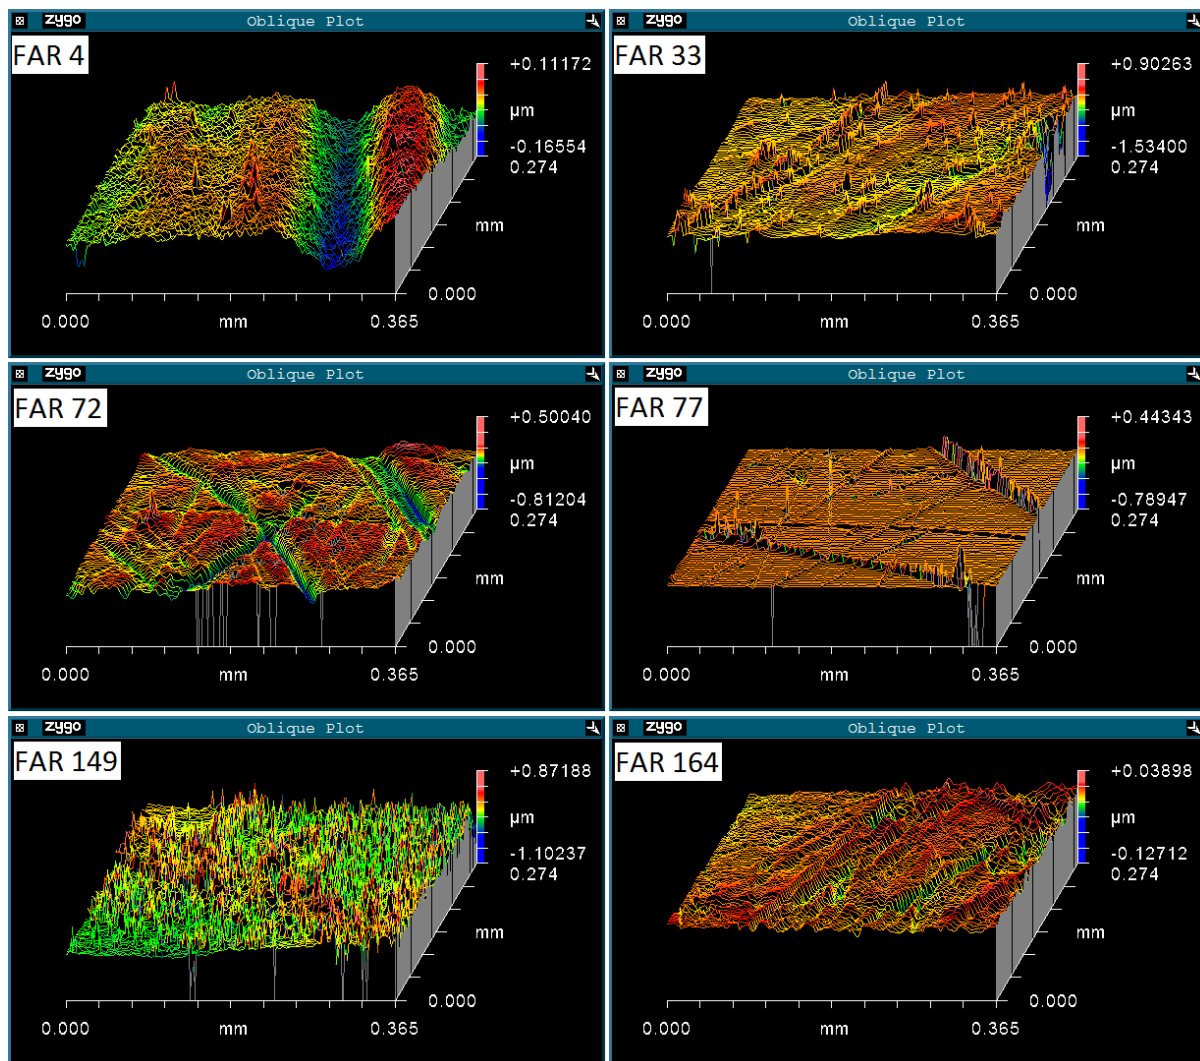 zygo Oblique Plot
FAR 4
+0.11172
µm
-0.16554
0.274
mm
0.000
0.000 mm 0.365
zygo Oblique Plot
FAR 33
+0.90263
µm
-1.53400
0.274
mm
0.000
0.000 mm 0.365
zygo Oblique Plot
FAR 72
+0.50040
µm
-0.81204
0.274
mm
0.000
0.000 mm 0.365
zygo Oblique Plot
FAR 77
+0.44343
µm
-0.78947
0.274
mm
0.000
0.000 mm 0.365
zygo Oblique Plot
FAR 149
+0.87188
µm
-1.10237
0.274
mm
0.000
0.000 mm 0.365
zygo Oblique Plot
FAR 164
+0.03898
µm
-0.12712
0.274
mm
0.000
0.000 mm 0.365